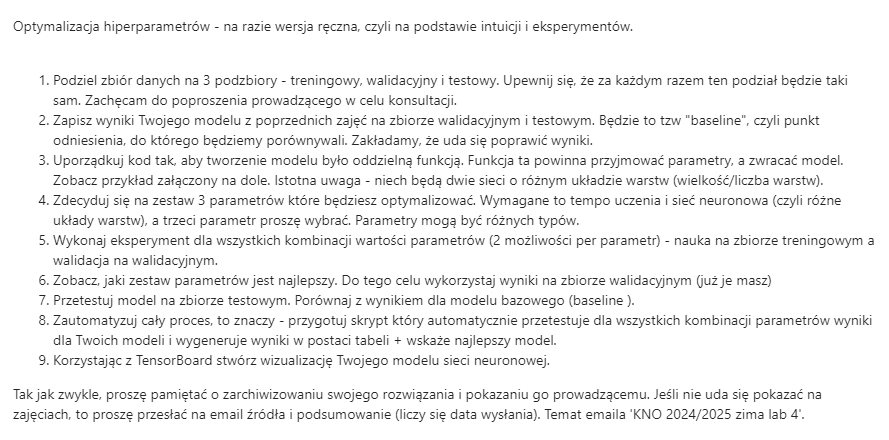 Optymalizacja hiperparametrów - na razie wersja ręczna, czyli na podstawie intuicji i eksperymentów.
1. Podziel zbiór danych na 3 podzbiory - treningowy, walidacyjny i testowy. Upewnij się, że za każdym razem ten podział będzie taki
sam. Zachęcam do poproszenia prowadzącego w celu konsultacji.
2. Zapisz wyniki Twojego modelu z poprzednich zajęć na zbiorze walidacyjnym i testowym. Będzie to tzw "baseline", czyli punkt
odniesienia, do którego będziemy porównywali. Zakładamy, że uda się poprawić wyniki.
3. Uporządkuj kod tak, aby tworzenie modelu było oddzielną funkcją. Funkcja ta powinna przyjmować parametry, a zwracać model.
Zobacz przykład załączony na dole. Istotna uwaga - niech będą dwie sieci o różnym układzie warstw (wielkość/liczba warstw).
4. Zdecyduj się na zestaw 3 parametrów które będziesz optymalizować. Wymagane to tempo uczenia i sieć neuronowa (czyli różne
układy warstw), a trzeci parametr proszę wybrać. Parametry mogą być różnych typów.
5. Wykonaj eksperyment dla wszystkich kombinacji wartości parametrów (2 możliwości per parametr) - nauka na zbiorze treningowym a
walidacja na walidacyjnym.
6. Zobacz, jaki zestaw parametrów jest najlepszy. Do tego celu wykorzystaj wyniki na zbiorze walidacyjnym (już je masz)
7. Przetestuj model na zbiorze testowym. Porównaj z wynikiem dla modelu bazowego (baseline ).
8. Zautomatyzuj cały proces, to znaczy - przygotuj skrypt który automatycznie przetestuje dla wszystkich kombinacji parametrów wyniki
dla Twoich modeli i wygeneruje wyniki w postaci tabeli + wskaże najlepszy model.
9. Korzystając z TensorBoard stwórz wizualizację Twojego modelu sieci neuronowej.
Tak jak zwykle, proszę pamiętać o zarchiwizowaniu swojego rozwiązania i pokazaniu go prowadzącemu. Jeśli nie uda się pokazać na
zajęciach, to proszę przesłać na email źródła i podsumowanie (liczy się data wysłania). Temat emaila 'KNO 2024/2025 zima lab 4'.